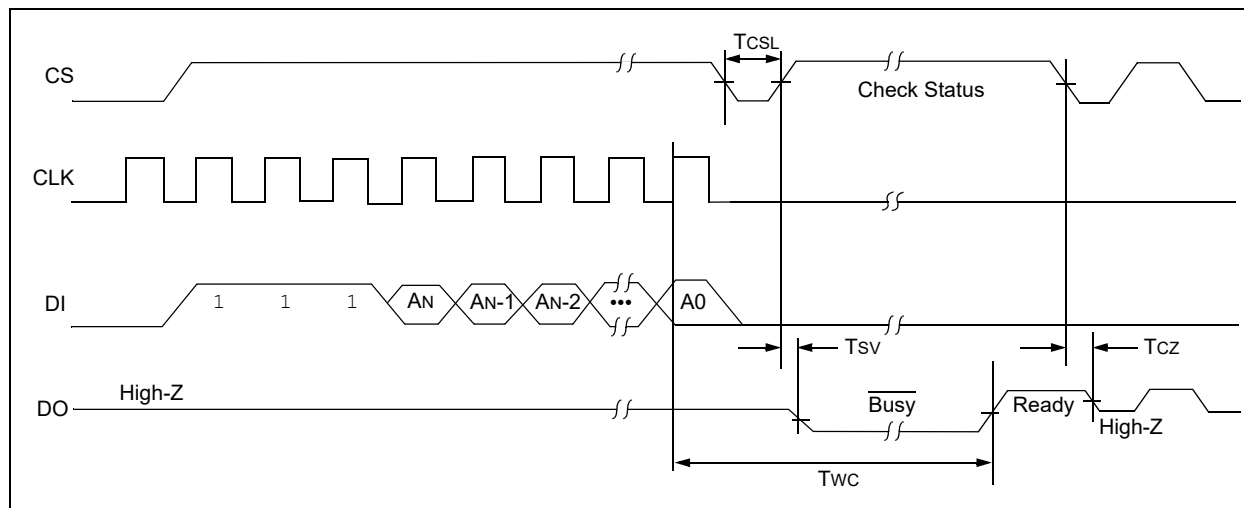 TCSL
CS
Check Status
CLK
DI
1 1 1 AN AN-1 AN-2 ••• A0
TSV
TCZ
High-Z
DO
Busy
Ready
High-Z
TWC